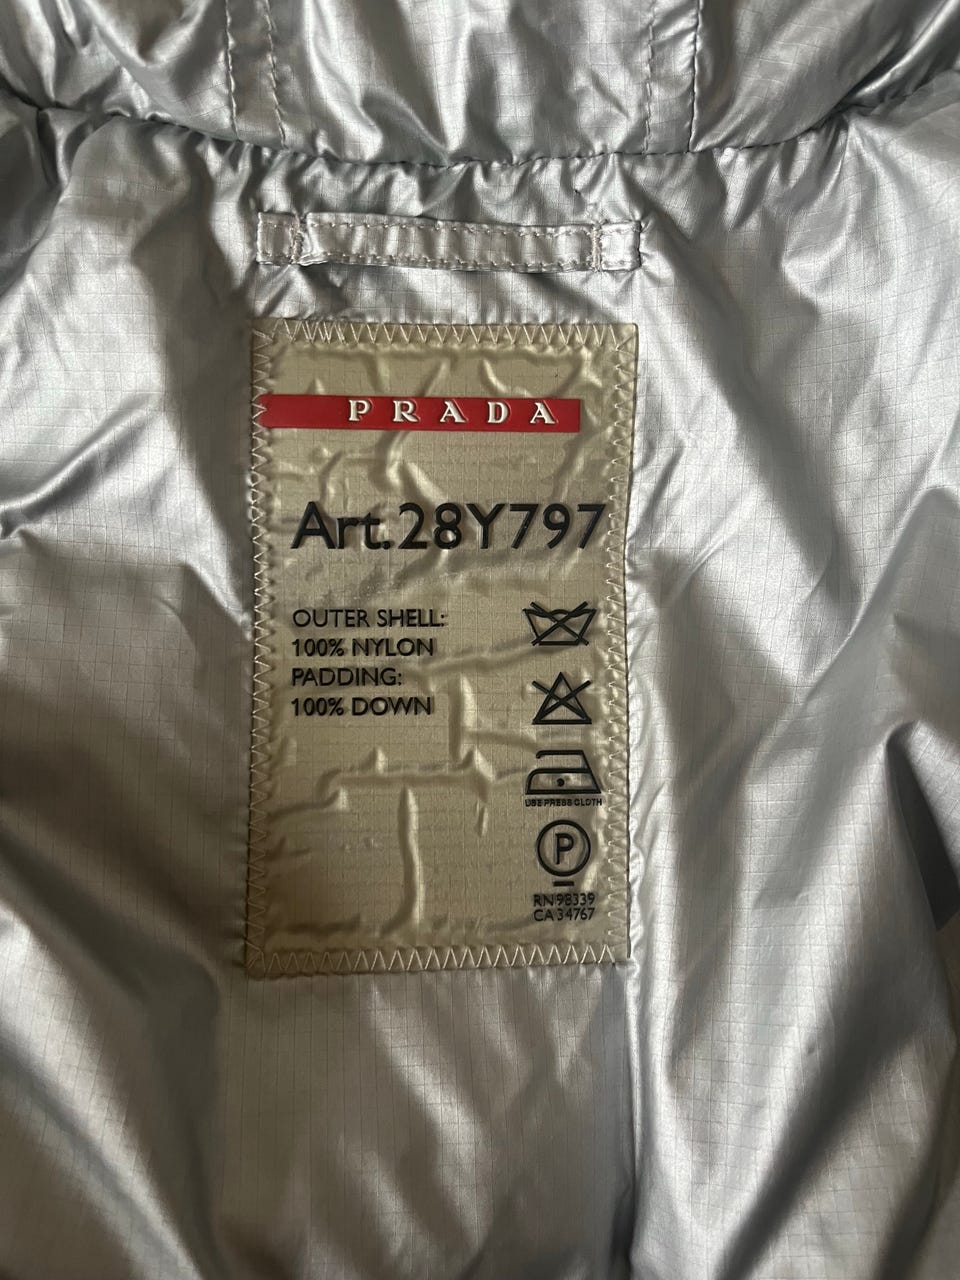 PRADA
Art.28Y797
OUTER SHELL:
100% NYLON
PADDING:
100% DOWN
USE PRESS CLOTH
P
RN 98339
CA 34767